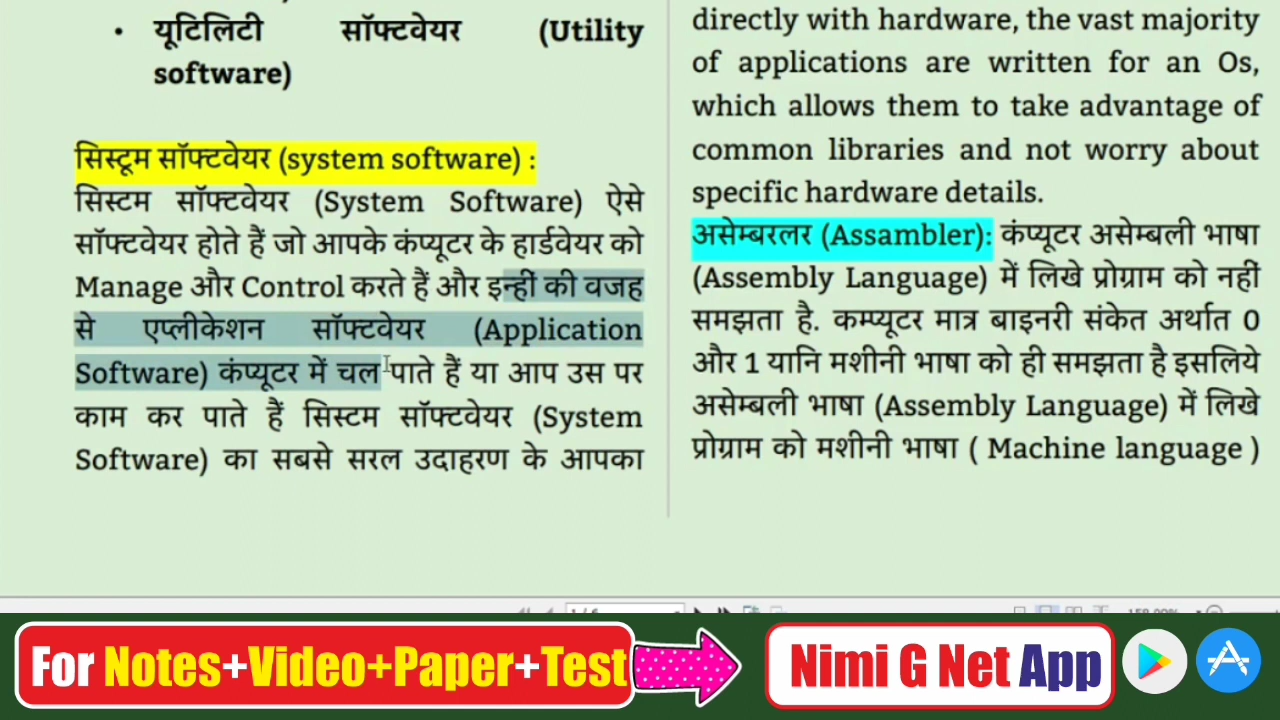 • यूटिलिटी सॉफ्टवेयर (Utility
software)
सिस्टूम सॉफ्टवेयर (system software) :
सिस्टम सॉफ्टवेयर (System Software) ऐसे
सॉफ्टवेयर होते हैं जो आपके कंप्यूटर के हार्डवेयर को
Manage और Control करते हैं और इन्हीं की वजह
से एप्लीकेशन सॉफ्टवेयर (Application
Software) कंप्यूटर में चल पाते हैं या आप उस पर
काम कर पाते हैं सिस्टम सॉफ्टवेयर (System
Software) का सबसे सरल उदाहरण के आपका
directly with hardware, the vast majority
of applications are written for an Os,
which allows them to take advantage of
common libraries and not worry about
specific hardware details.
असेम्बरलर (Assambler): कंप्यूटर असेम्बली भाषा
(Assembly Language) में लिखे प्रोग्राम को नहीं
समझता है. कम्प्यूटर मात्र बाइनरी संकेत अर्थात 0
और 1 यानि मशीनी भाषा को ही समझता है इसलिये
असेम्बली भाषा (Assembly Language) में लिखे
प्रोग्राम को मशीनी भाषा ( Machine language )
For Notes+Video+Paper+Test
Nimi G Net App